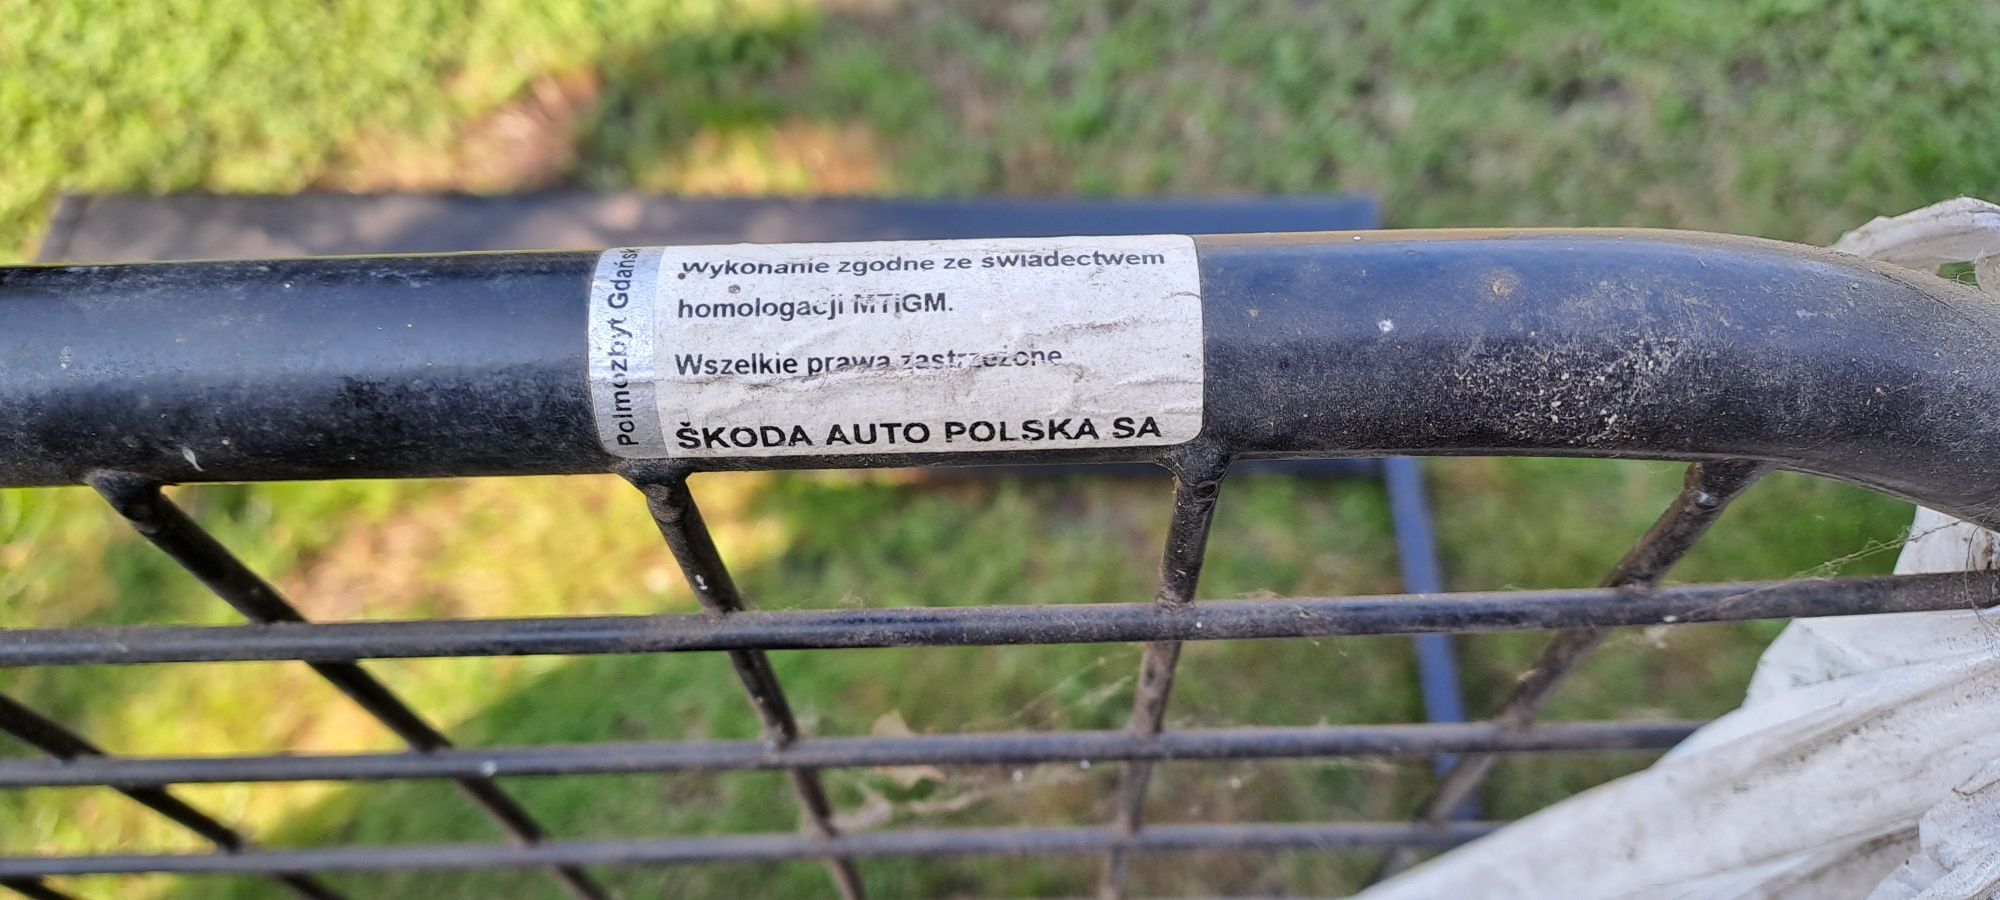 Polmozbyt Gdańsk
Wykonanie zgodne ze świadectwem
homologacji MTiGM.
Wszelkie prawa zastrzeżone
ŠKODA AUTO POLSKA SA